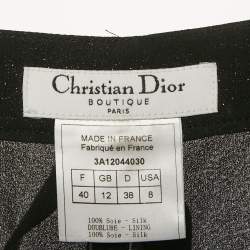 Christian Dior
BOUTIQUE
PARIS
MADE IN FRANCE
Fabriqué en France
3A12044030
F GB D USA
40 12 38 8
100% Soie - Silk
DOUBLURE - LINING
100% Soie - Silk